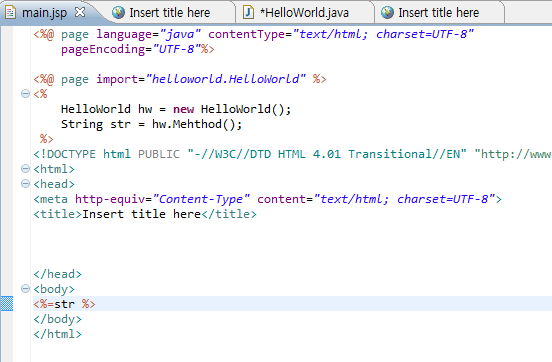 main.jsp Insert title here *HelloWorld.java Insert title here
<%@ page language="java" contentType="text/html; charset=UTF-8"
    pageEncoding="UTF-8"%>
<%@ page import="helloworld.HelloWorld" %>
<%
    HelloWorld hw = new HelloWorld();
    String str = hw.Mehthod();
 %>
<!DOCTYPE html PUBLIC "-//W3C//DTD HTML 4.01 Transitional//EN" "http://www
<html>
<head>
<meta http-equiv="Content-Type" content="text/html; charset=UTF-8">
<title>Insert title here</title>
</head>
<body>
<%=str %>
</body>
</html>